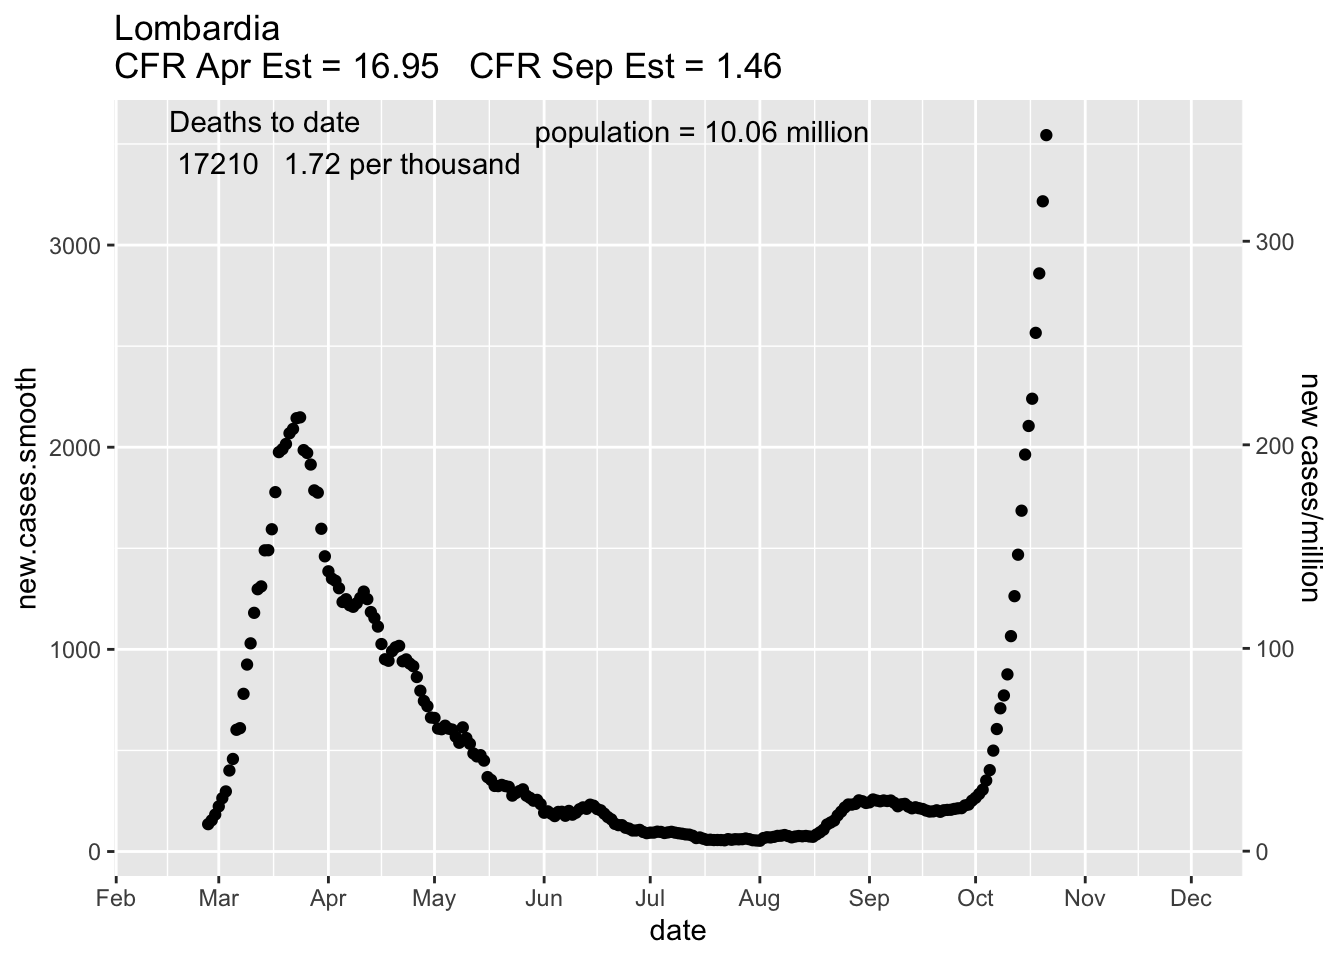 Lombardia
CFR Apr Est = 16.95   CFR Sep Est = 1.46
Deaths to date
population = 10.06 million
17210   1.72 per thousand
3000
2000
1000
0
new.cases.smooth
300
200
100
0
new cases/million
Feb Mar Apr May Jun Jul Aug Sep Oct Nov Dec
date